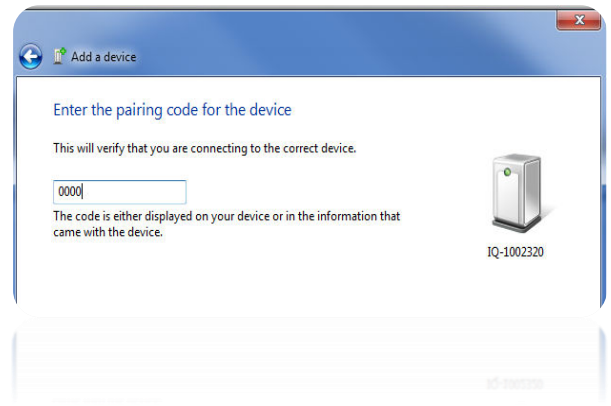 Add a device
Enter the pairing code for the device
This will verify that you are connecting to the correct device.
0000
The code is either displayed on your device or in the information that
came with the device.
IQ-1002320